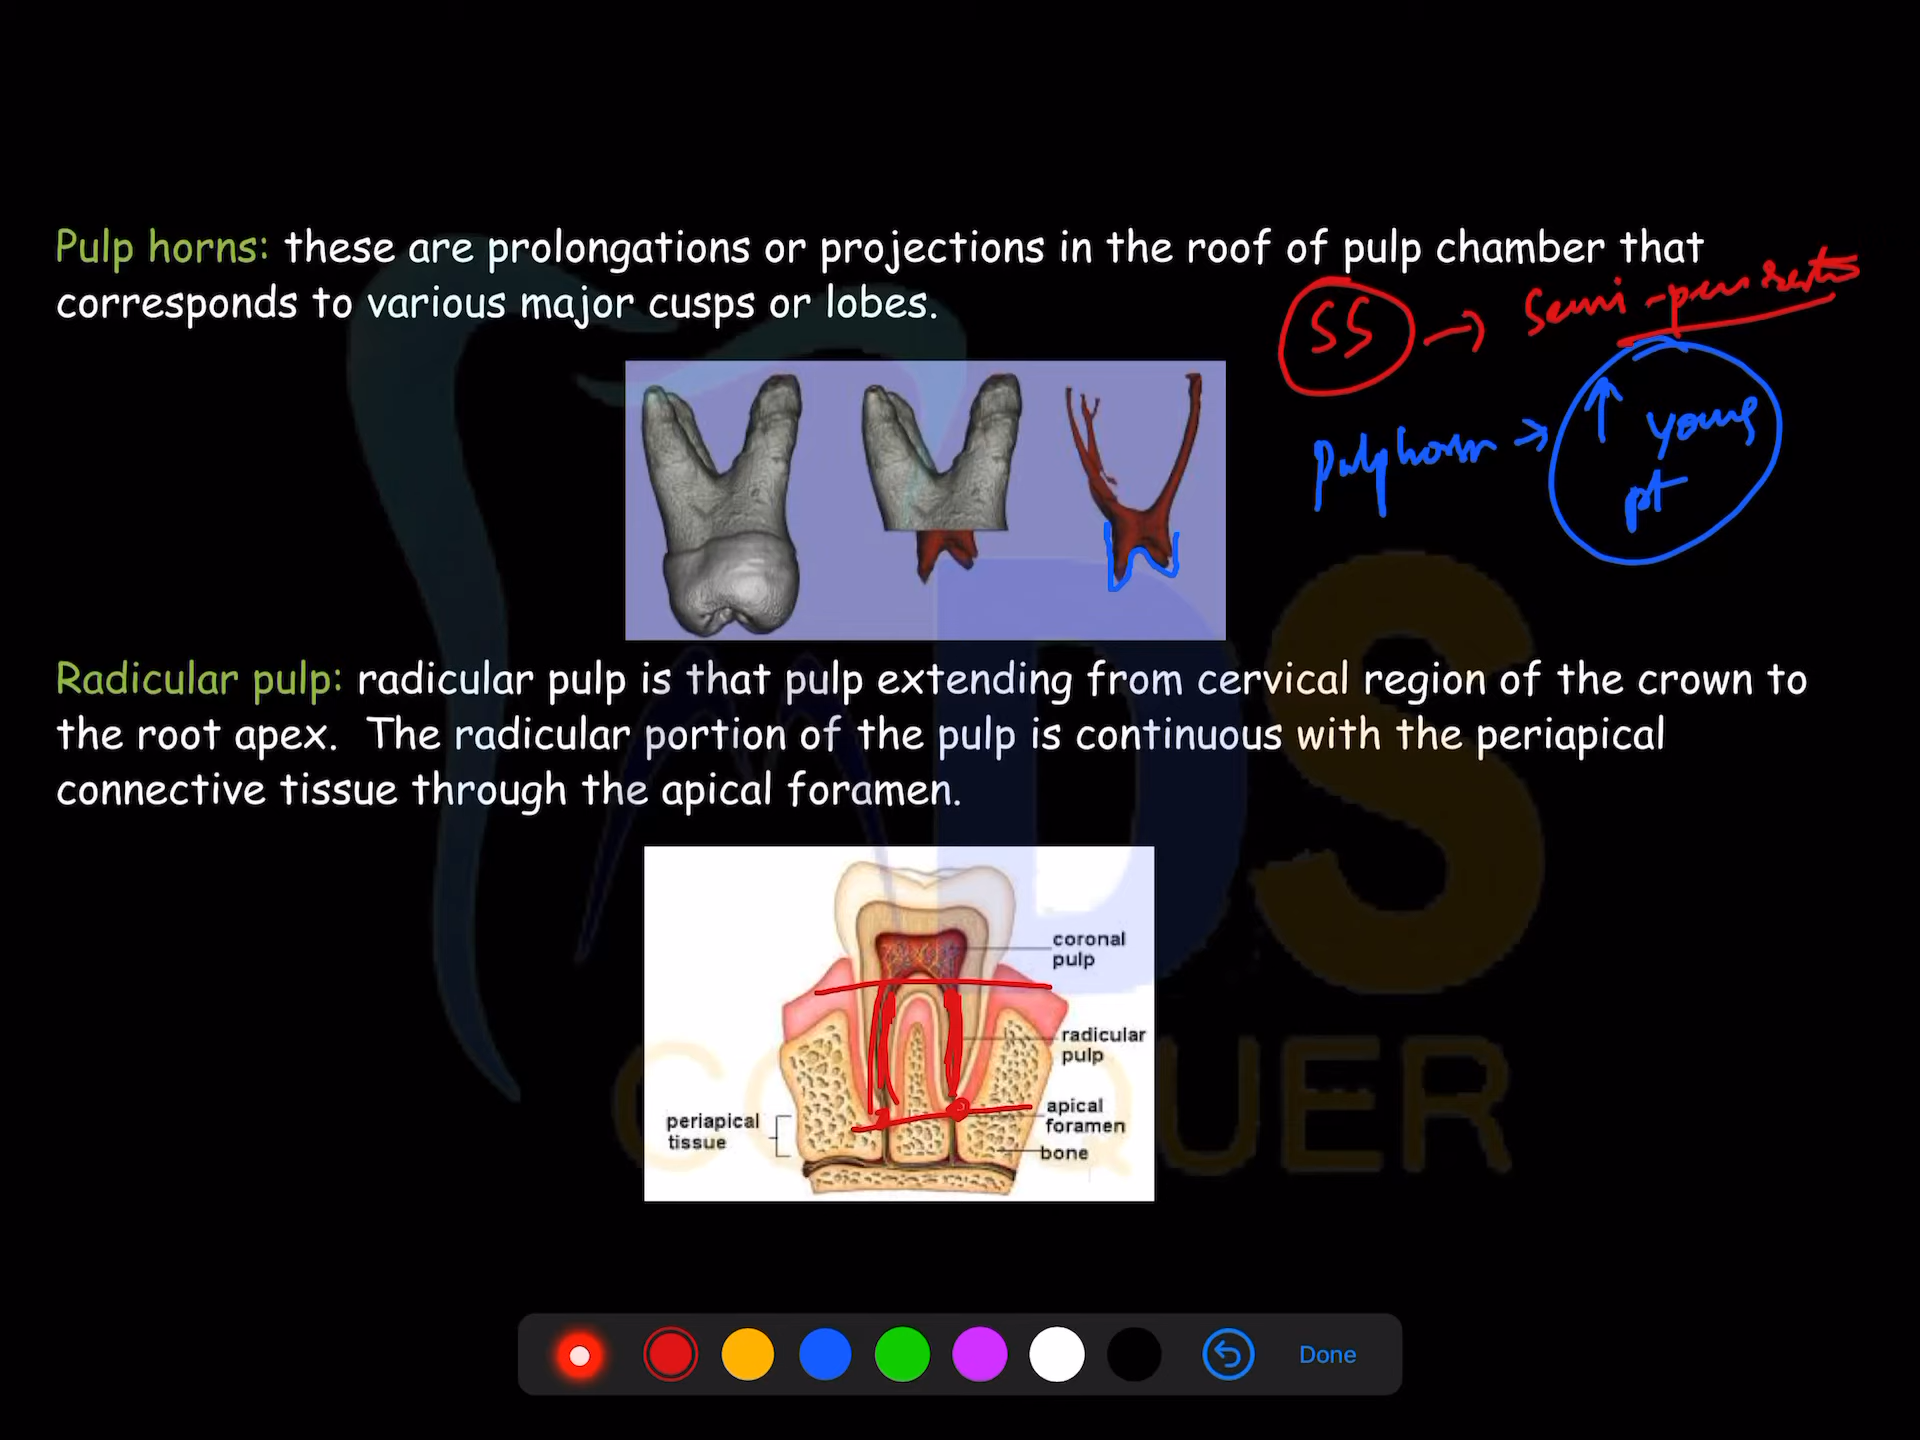 Pulp horns: these are prolongations or projections in the roof of pulp chamber that
corresponds to various major cusps or lobes.
SS → Semi-
Pulp horn → ↑ young
pt
Radicular pulp: radicular pulp is that pulp extending from cervical region of the crown to
the root apex. The radicular portion of the pulp is continuous with the periapical
connective tissue through the apical foramen.
coronal
pulp
radicular
pulp
apical
foramen
periapical
tissue
bone
DS
CONQUER
Done